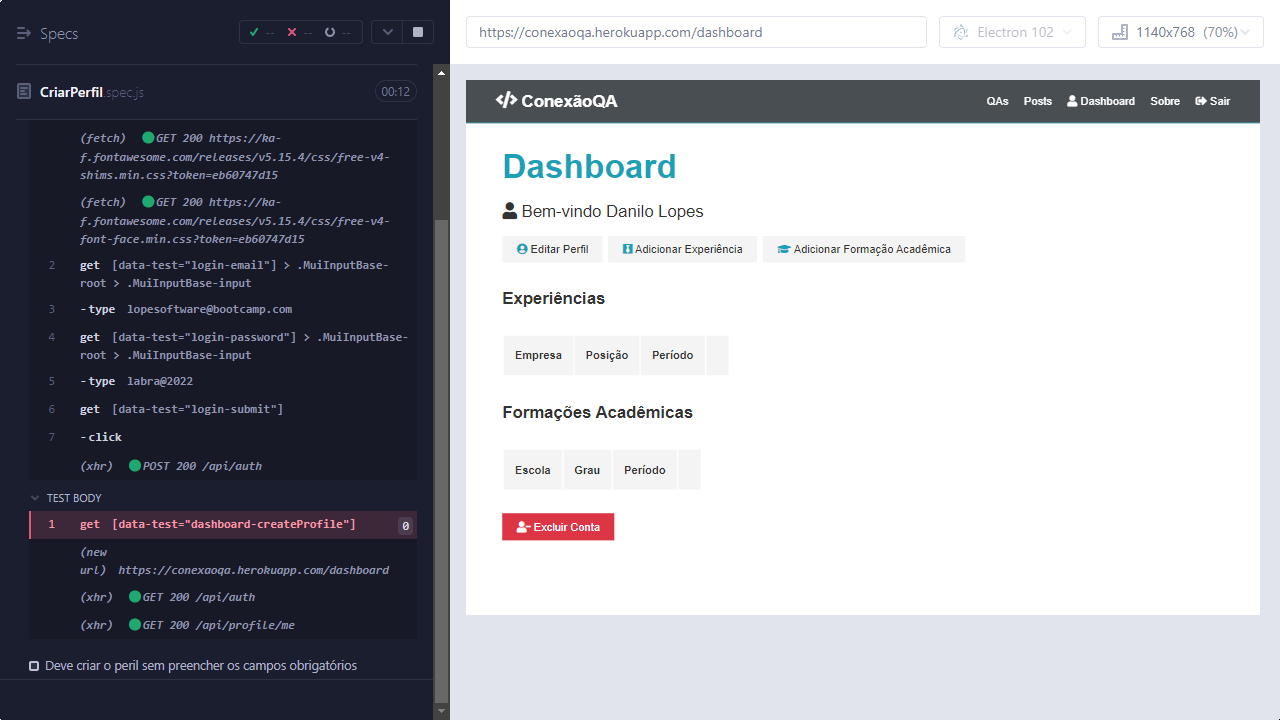 Specs
-- -- --
https://conexaoqa.herokuapp.com/dashboard
Electron 102
1140x768 (70%)
CriarPerfil.spec.js
00:12
(fetch) GET 200 https://ka-
f.fontawesome.com/releases/v5.15.4/css/free-v4-
shims.min.css?token=eb60747d15
(fetch) GET 200 https://ka-
f.fontawesome.com/releases/v5.15.4/css/free-v4-
font-face.min.css?token=eb60747d15
2 get [data-test="login-email"] > .MuiInputBase-
root > .MuiInputBase-input
3 -type lopesoftware@bootcamp.com
4 get [data-test="login-password"] > .MuiInputBase-
root > .MuiInputBase-input
5 -type labra@2022
6 get [data-test="login-submit"]
7 -click
(xhr) POST 200 /api/auth
TEST BODY
1 get [data-test="dashboard-createProfile"] 0
(new
url) https://conexaoqa.herokuapp.com/dashboard
(xhr) GET 200 /api/auth
(xhr) GET 200 /api/profile/me
Deve criar o peril sem preencher os campos obrigatórios
ConexãoQA
QAs Posts Dashboard Sobre Sair
Dashboard
Bem-vindo Danilo Lopes
Editar Perfil Adicionar Experiência Adicionar Formação Acadêmica
Experiências
Empresa Posição Período
Formações Acadêmicas
Escola Grau Período
Excluir Conta